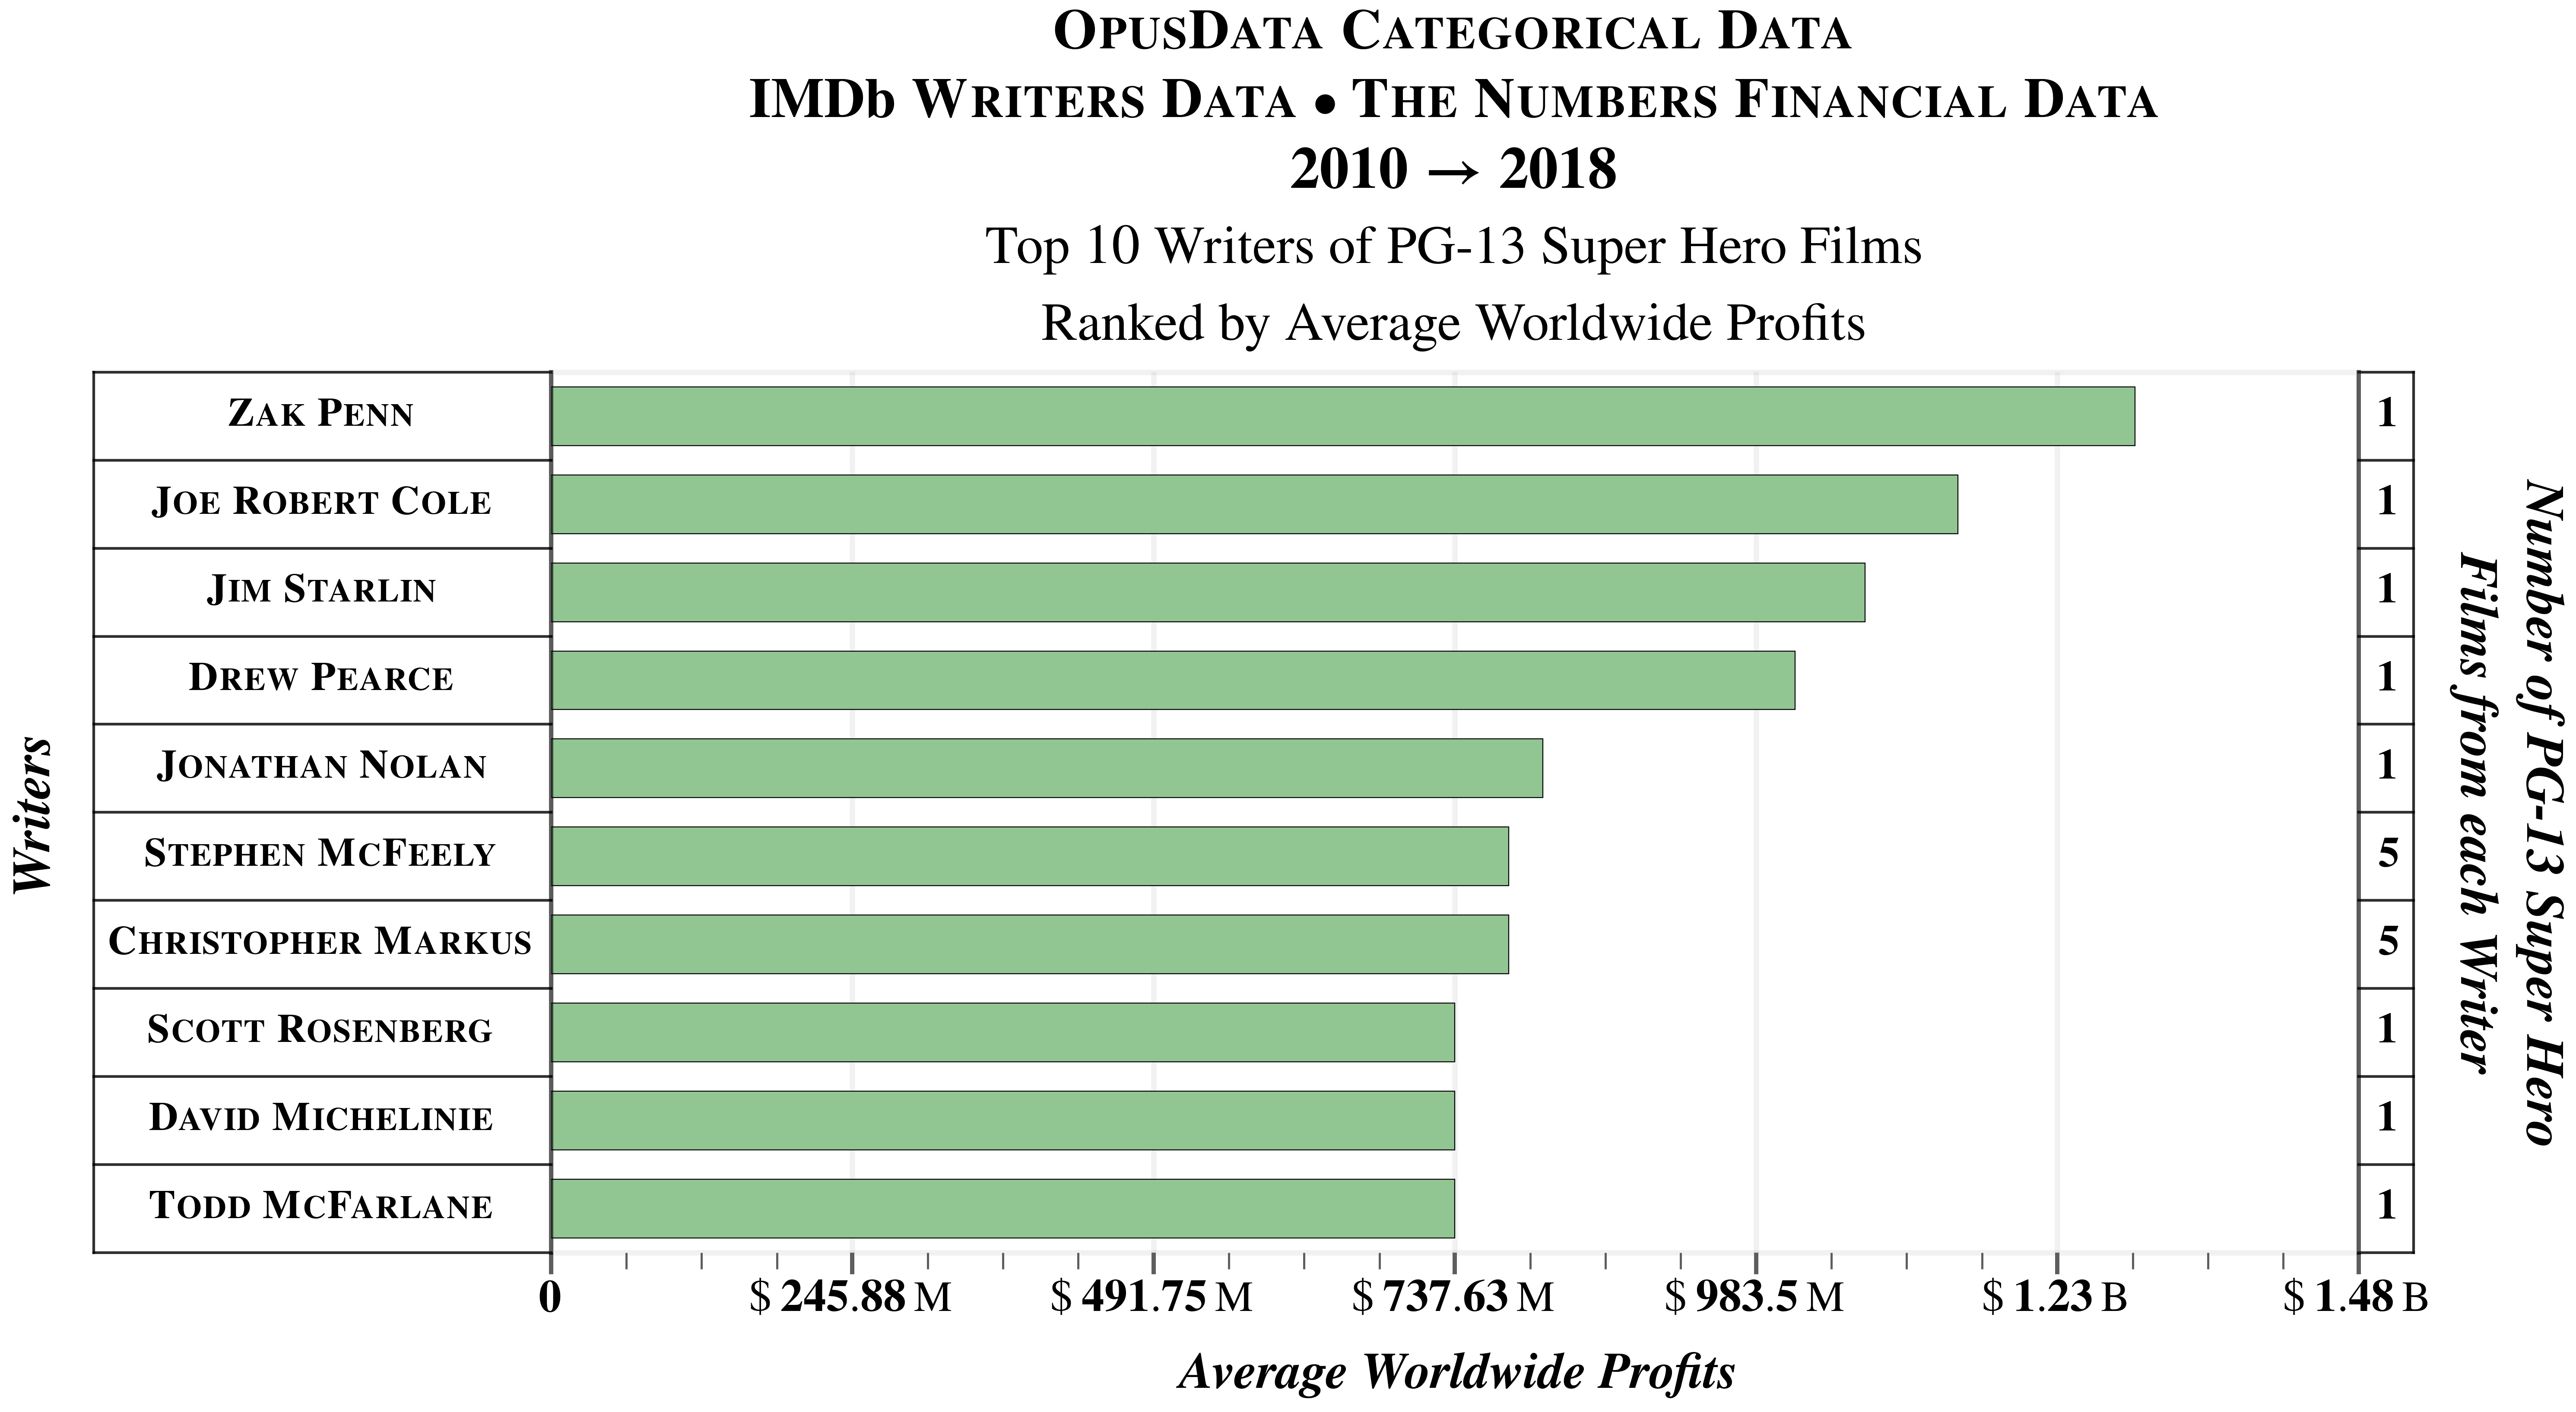 OpusData Categorical Data
IMDb Writers Data • The Numbers Financial Data
2010 → 2018
Top 10 Writers of PG-13 Super Hero Films
Ranked by Average Worldwide Profits
Writers
Zak Penn 1
Joe Robert Cole 1
Jim Starlin 1
Drew Pearce 1
Jonathan Nolan 1
Stephen McFeely 5
Christopher Markus 5
Scott Rosenberg 1
David Michelinie 1
Todd McFarlane 1
Number of PG-13 Super Hero
Films from each Writer
0 $ 245.88 M $ 491.75 M $ 737.63 M $ 983.5 M $ 1.23 B $ 1.48 B
Average Worldwide Profits